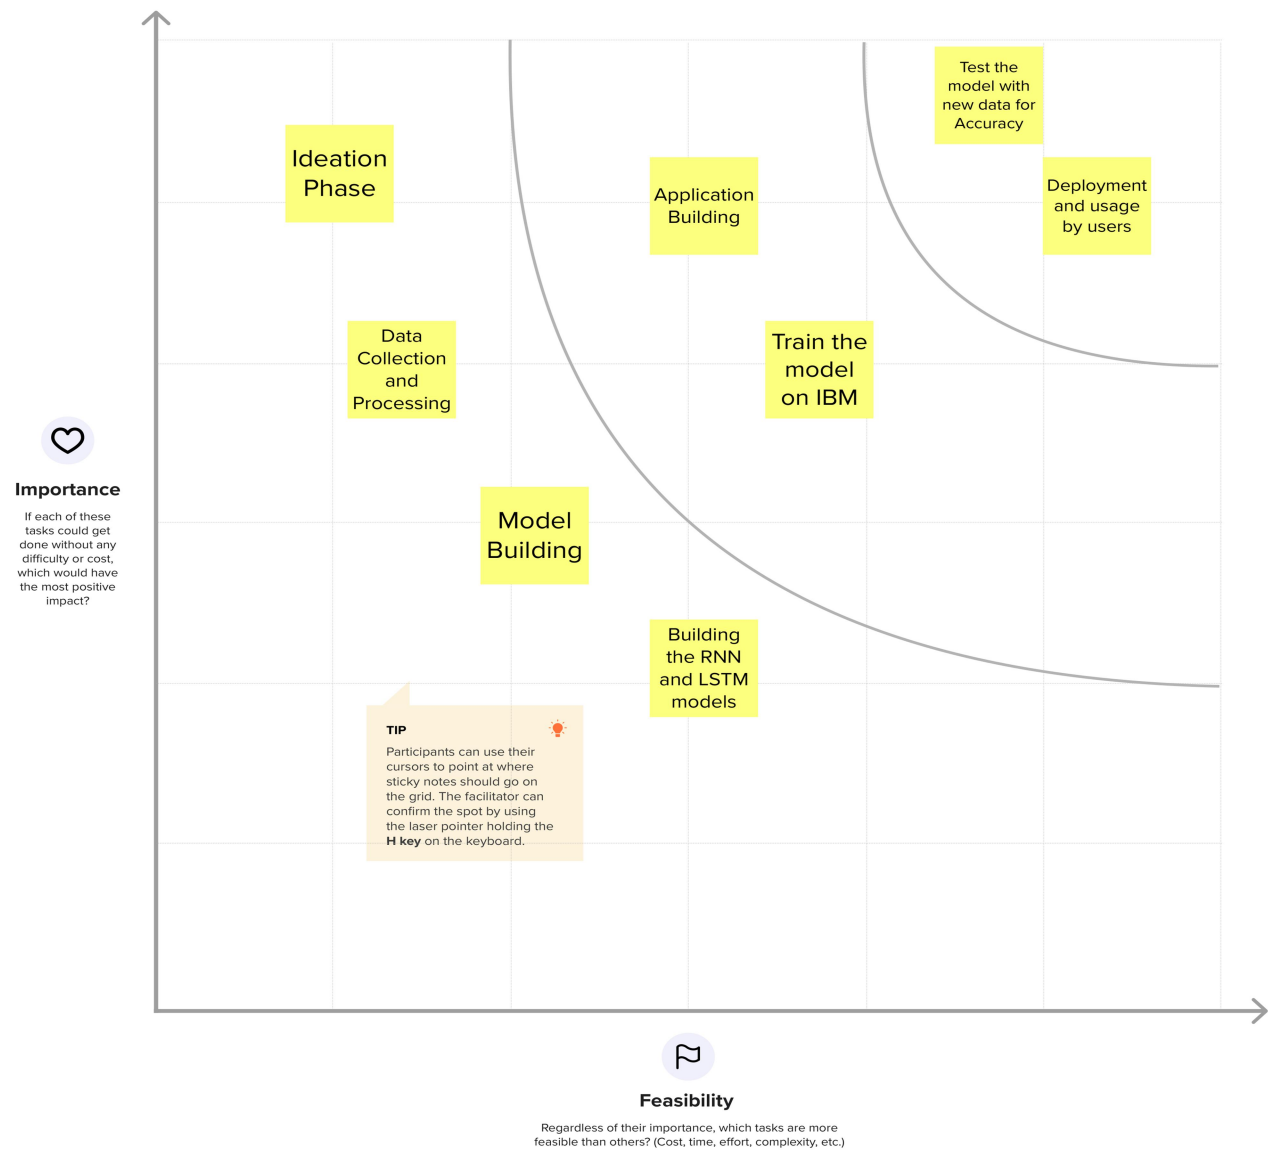 Test the
model with
new data for
Accuracy
Ideation
Phase
Application
Building
Deployment
and usage
by users
Data
Collection
and
Processing
Train the
model
on IBM
Importance
If each of these
tasks could get
done without any
difficulty or cost,
which would have
the most positive
impact?
Model
Building
Building
the RNN
and LSTM
models
TIP
Participants can use their
cursors to point at where
sticky notes should go on
the grid. The facilitator can
confirm the spot by using
the laser pointer holding the
H key on the keyboard.
Feasibility
Regardless of their importance, which tasks are more
feasible than others? (Cost, time, effort, complexity, etc.)